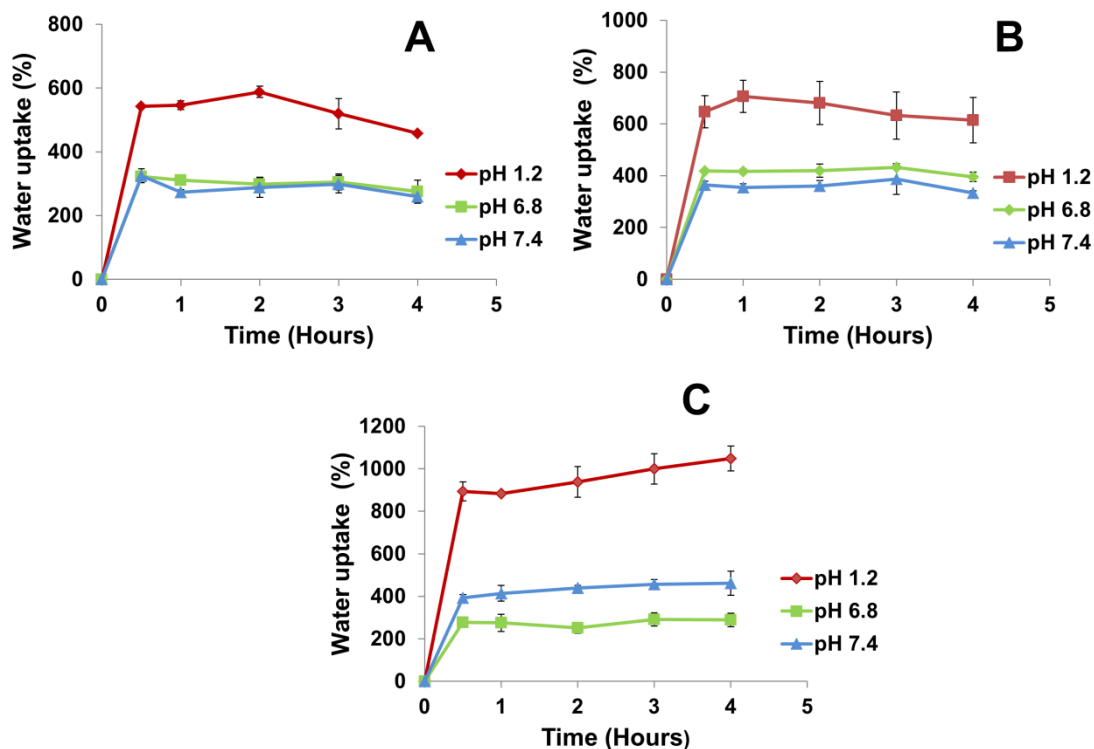 A
Water uptake (%)
800
600
400
200
0
0 1 2 3 4 5
Time (Hours)
pH 1.2
pH 6.8
pH 7.4
B
Water uptake (%)
1000
800
600
400
200
0
0 1 2 3 4 5
Time (Hours)
pH 1.2
pH 6.8
pH 7.4
C
Water uptake (%)
1200
1000
800
600
400
200
0
0 1 2 3 4 5
Time (Hours)
pH 1.2
pH 6.8
pH 7.4